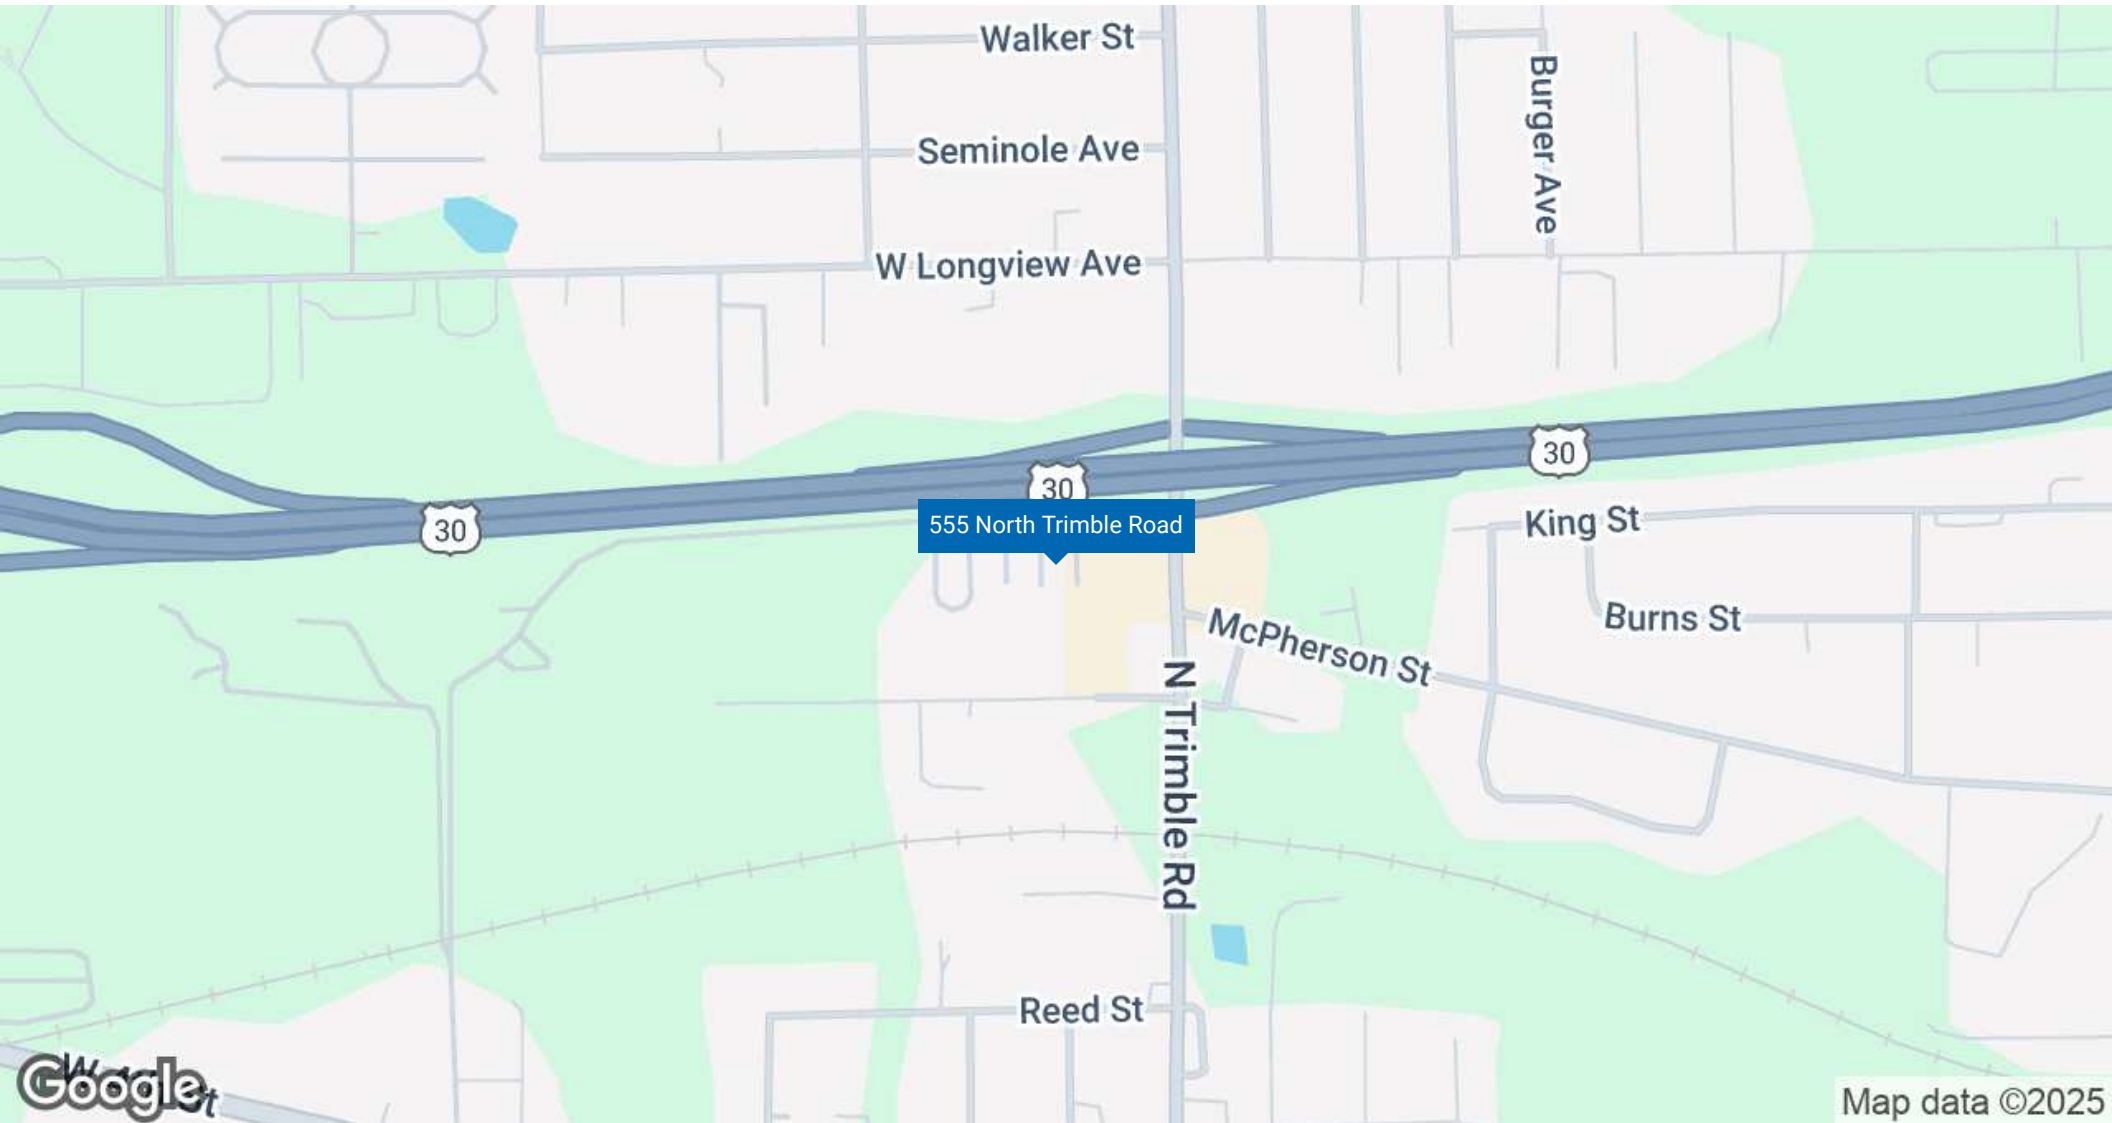 Walker St
Burger Ave
Seminole Ave
W Longview Ave
30
30
30
555 North Trimble Road
King St
Burns St
McPherson St
N Trimble Rd
Reed St
Google
St
Map data ©2025